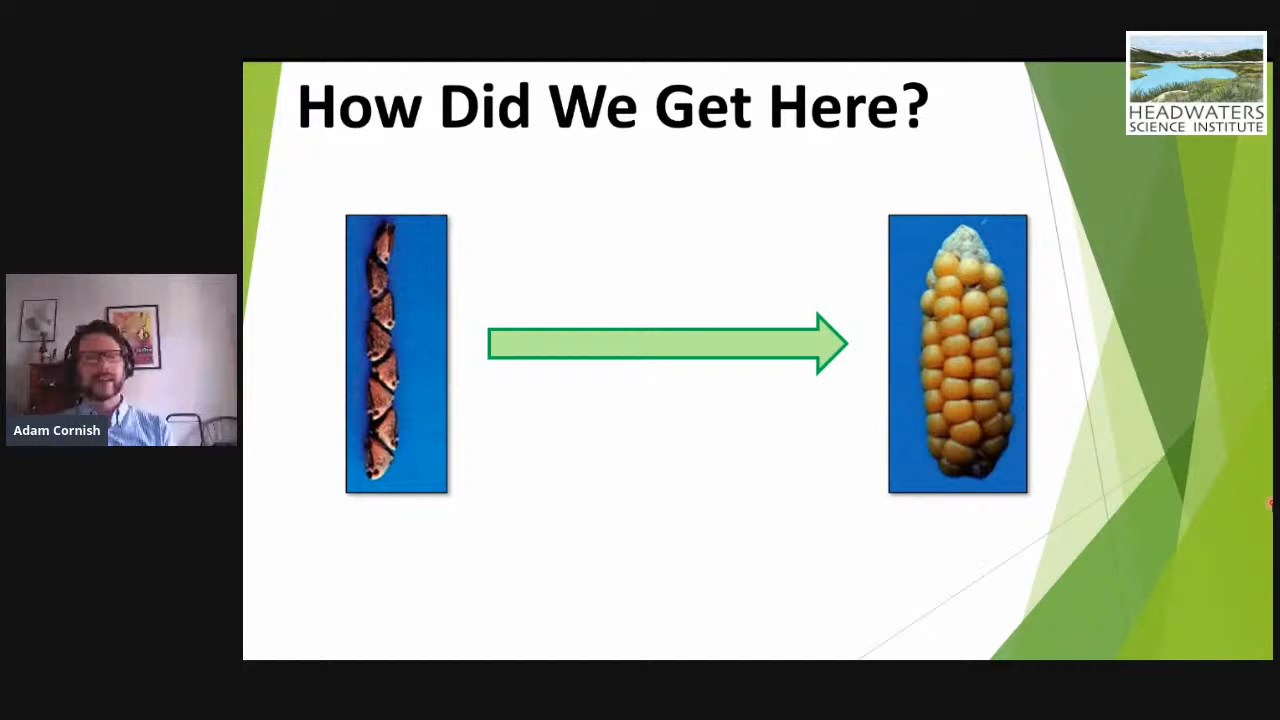 How Did We Get Here?
HEADWATERS
SCIENCE INSTITUTE
Adam Cornish